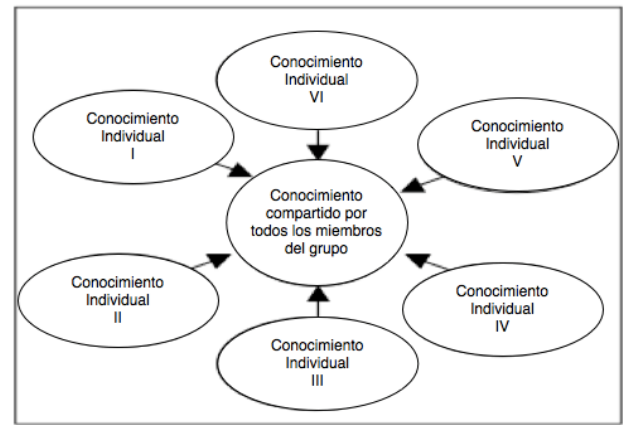 Conocimiento
Individual
VI
Conocimiento
Individual
I
Conocimiento
Individual
V
Conocimiento
compartido por
todos los miembros
del grupo
Conocimiento
Individual
II
Conocimiento
Individual
IV
Conocimiento
Individual
III